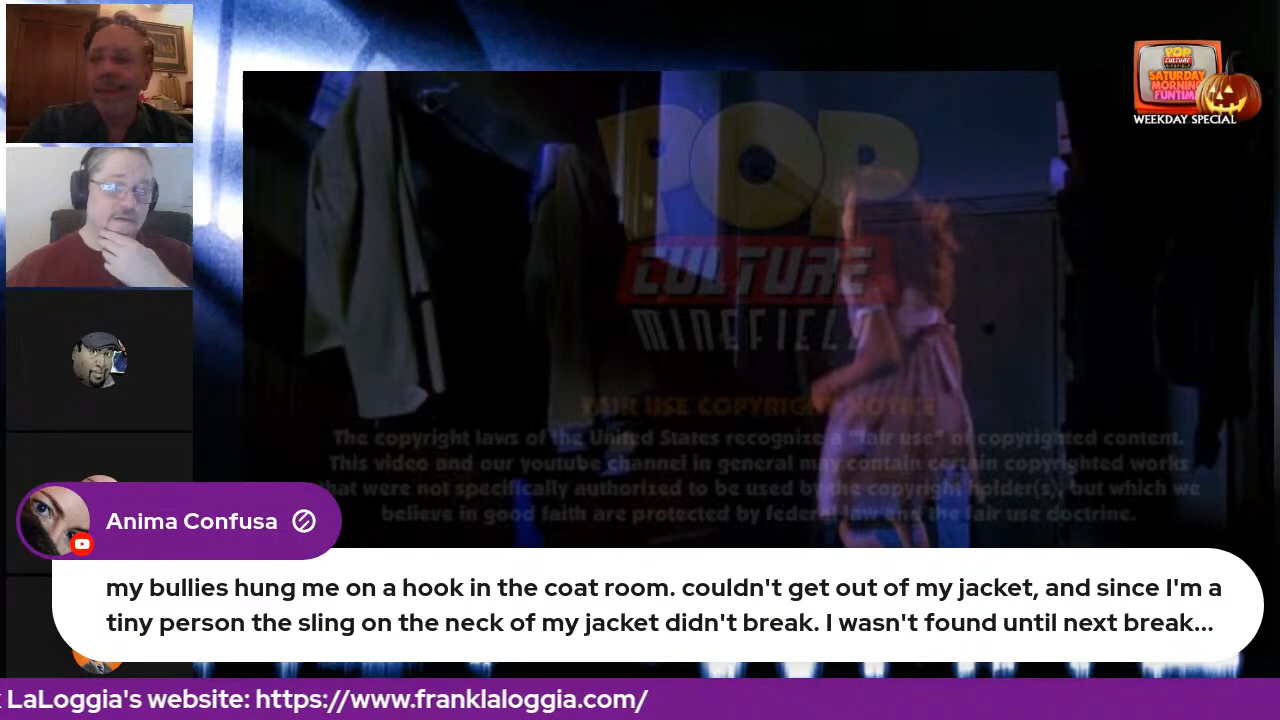 POP
CULTURE
MINEFIELD
SATURDAY
MORNING
FUNTIME
WEEKDAY SPECIAL
POP
CULTURE
MINEFIELD
FAIR USE COPYRIGHT NOTICE
The copyright laws of the United States recognize a "fair use" of copyrighted content.
This video and our youtube channel in general may contain certain copyrighted works
that were not specifically authorized to be used by the copyright holder(s), but which we
believe in good faith are protected by federal law and the fair use doctrine.
Anima Confusa
my bullies hung me on a hook in the coat room. couldn't get out of my jacket, and since I'm a
tiny person the sling on the neck of my jacket didn't break. I wasn't found until next break...
LaLoggia's website: https://www.franklaloggia.com/